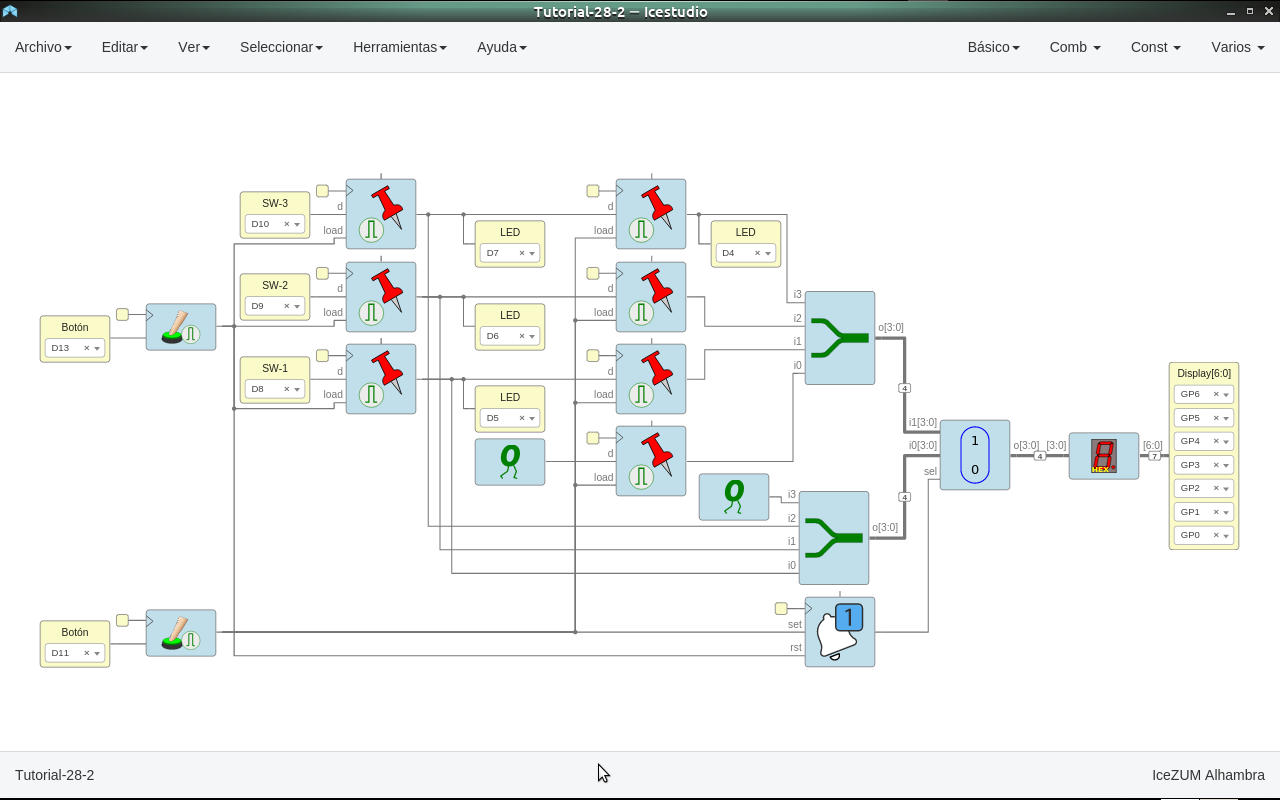 Tutorial-28-2 ─ Icestudio
Archivo Editar Ver Seleccionar Herramientas Ayuda Básico Comb Const Varios
SW-3
D10
d
load
LED
D7
d
load
LED
D4
SW-2
D9
d
load
LED
D6
d
load
i3
i2
i1
i0
o[3:0]
4
Botón
D13
SW-1
D8
d
load
LED
D5
d
load
0
d
load
0
i3
i2
i1
i0
o[3:0]
4
i1[3:0]
i0[3:0]
sel
1
0
o[3:0]
4
[3:0]
HEX
[6:0]
7
Display[6:0]
GP6
GP5
GP4
GP3
GP2
GP1
GP0
Botón
D11
set
rst
1
Tutorial-28-2 IceZUM Alhambra